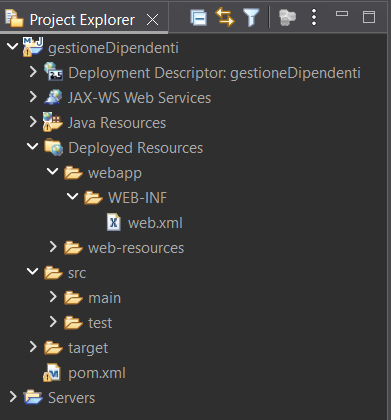 Project Explorer
gestioneDipendenti
Deployment Descriptor: gestioneDipendenti
JAX-WS Web Services
Java Resources
Deployed Resources
webapp
WEB-INF
web.xml
web-resources
src
main
test
target
pom.xml
Servers